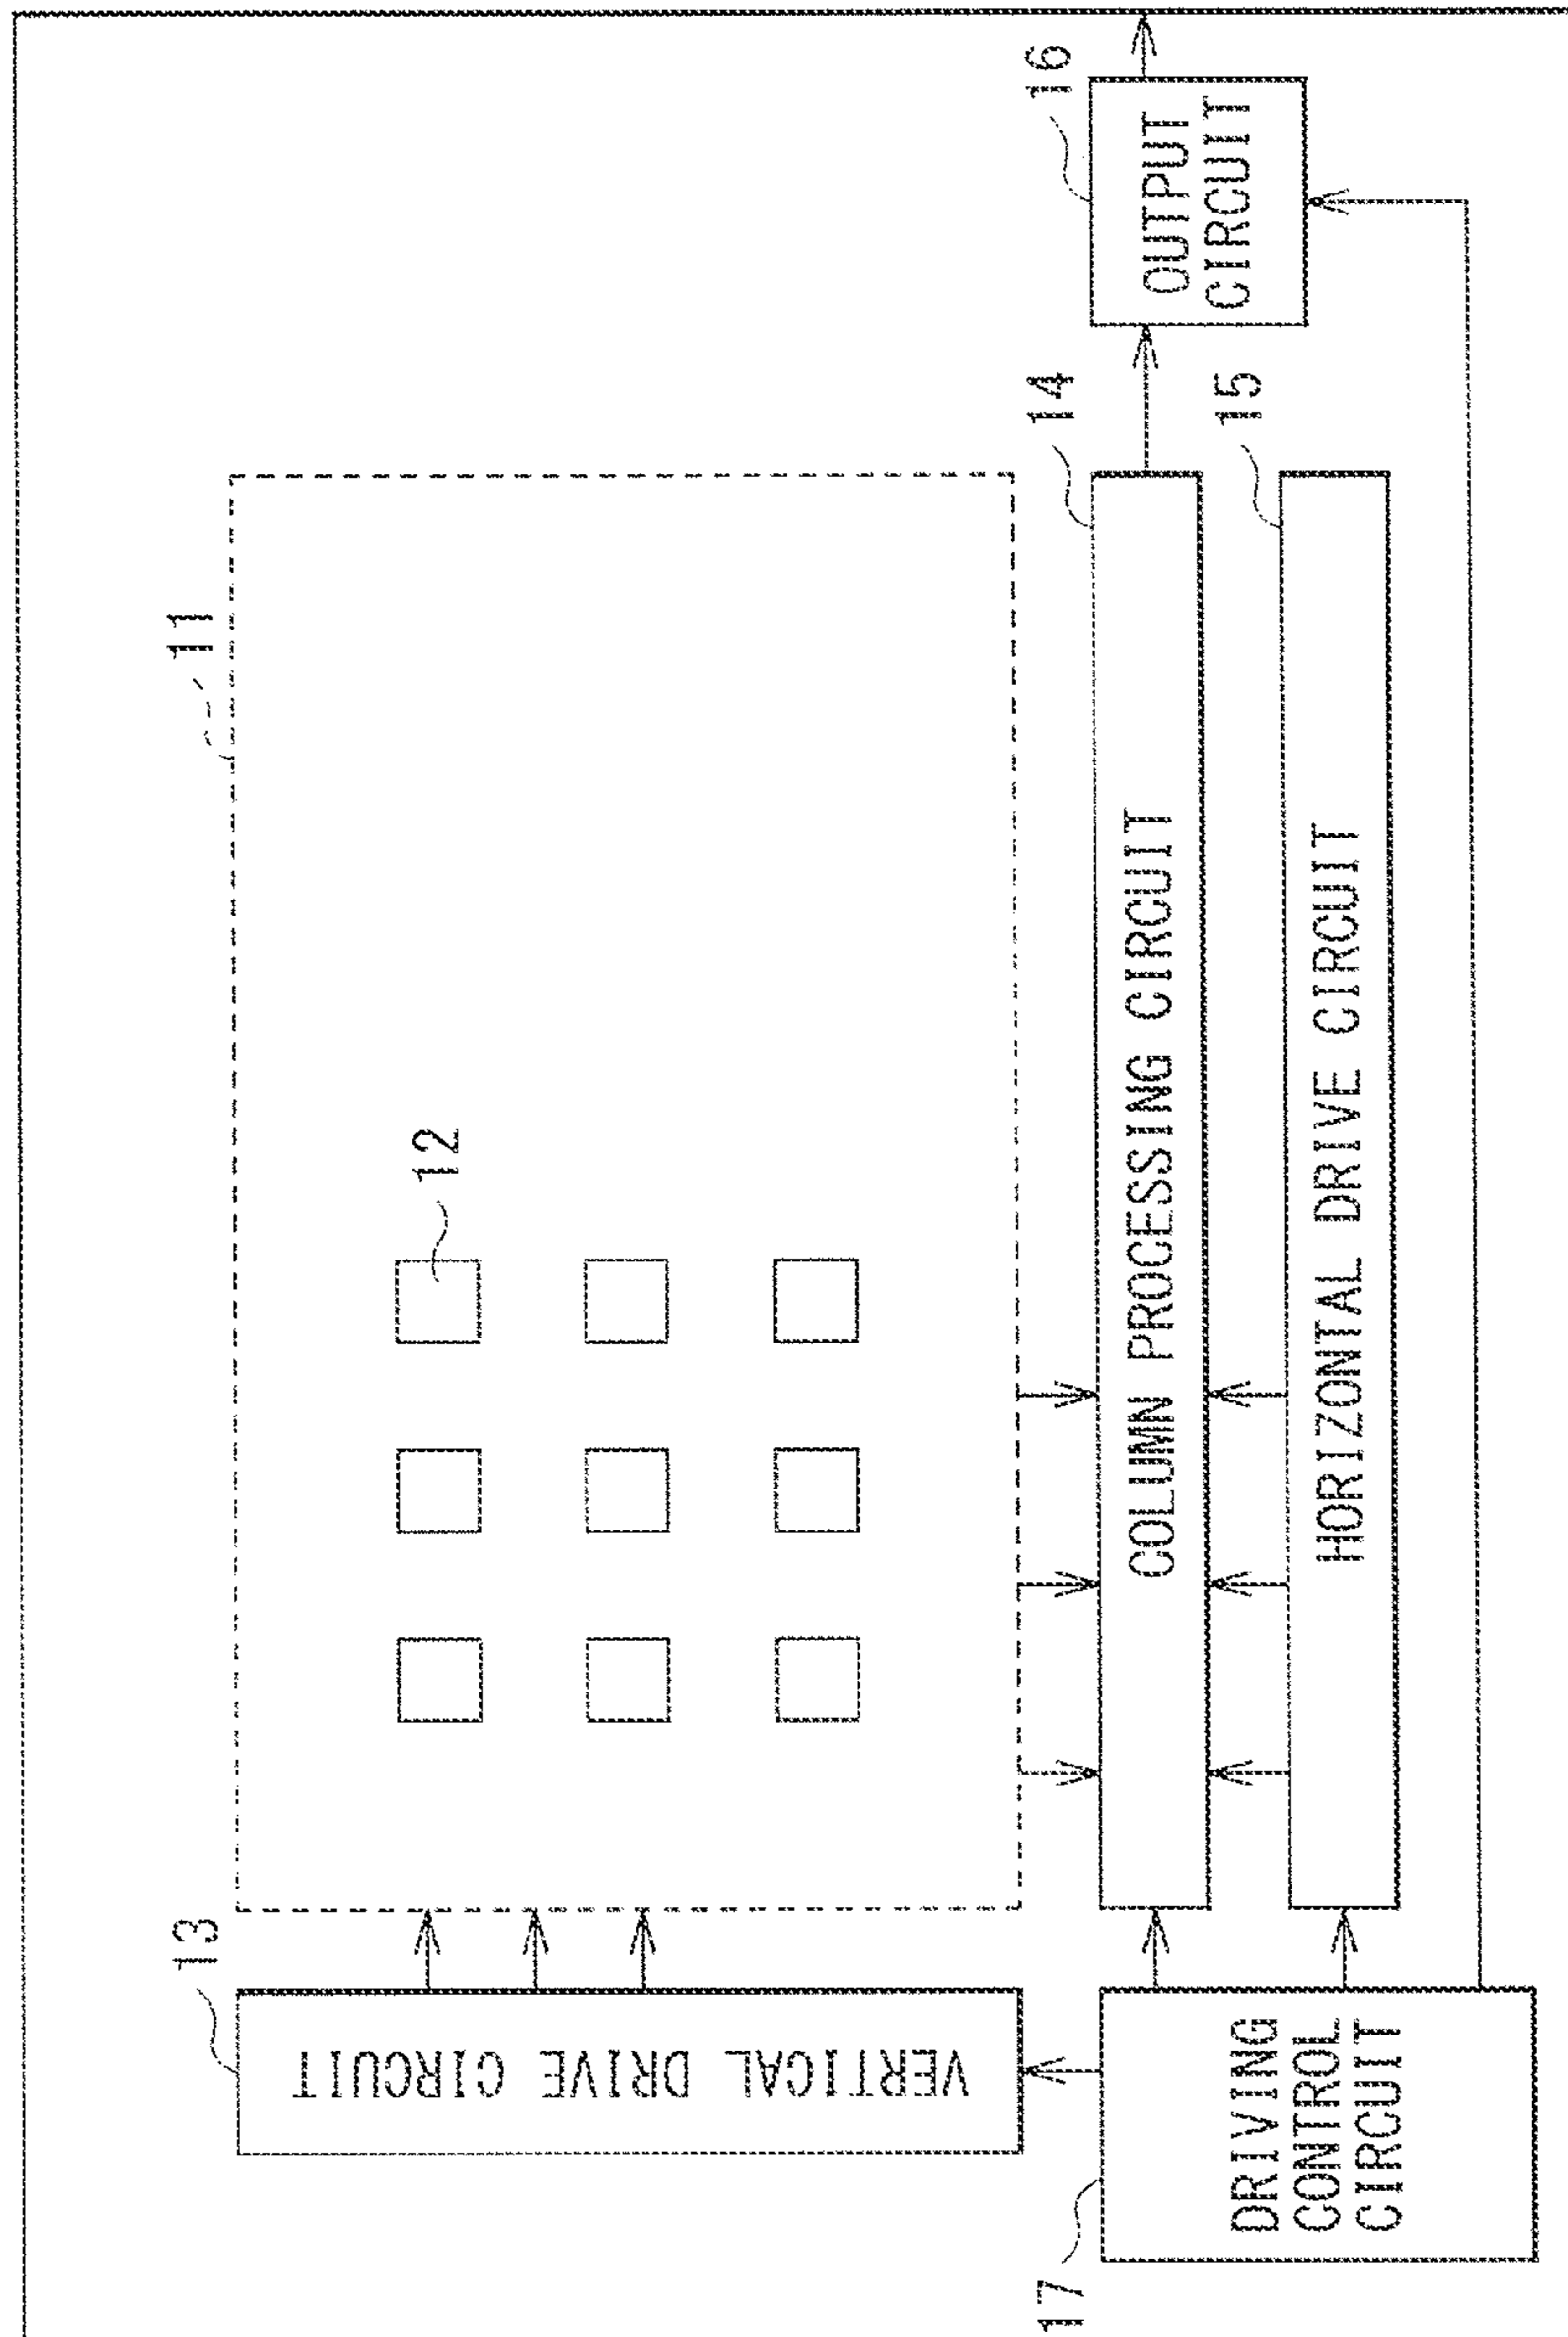 11
12
13
VERTICAL DRIVE CIRCUIT
14
COLUMN PROCESSING CIRCUIT
15
HORIZONTAL DRIVE CIRCUIT
16
OUTPUT
CIRCUIT
17
DRIVING
CONTROL
CIRCUIT